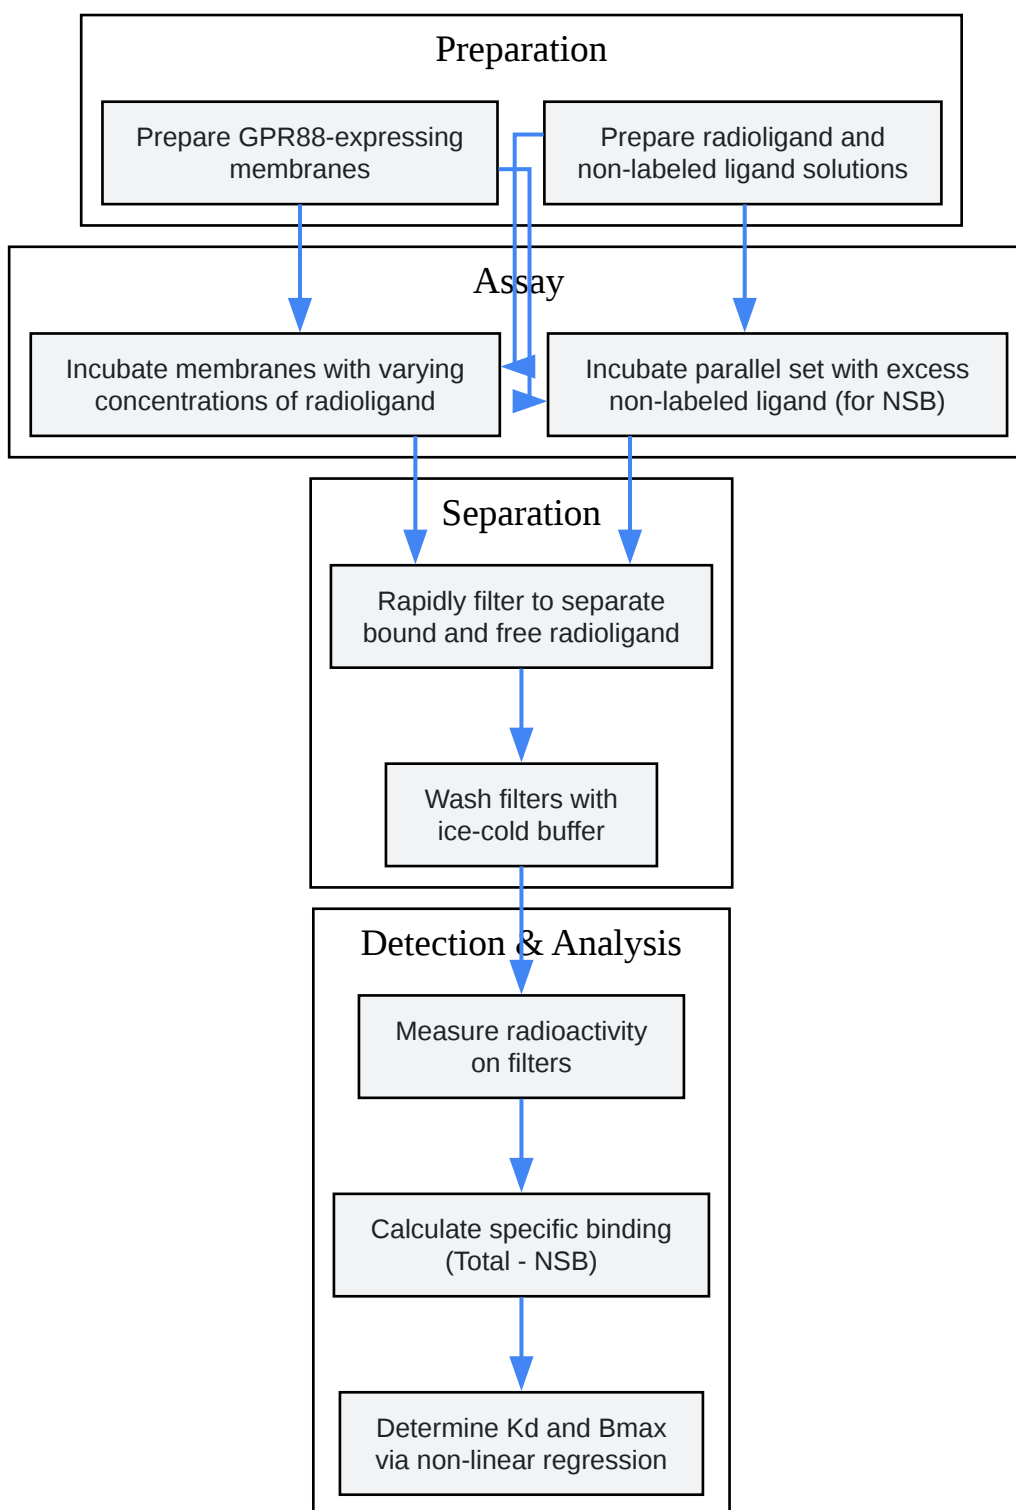 Preparation
Prepare GPR88-expressing
membranes
Prepare radioligand and
non-labeled ligand solutions
Assay
Incubate membranes with varying
concentrations of radioligand
Incubate parallel set with excess
non-labeled ligand (for NSB)
Separation
Rapidly filter to separate
bound and free radioligand
Wash filters with
ice-cold buffer
Detection & Analysis
Measure radioactivity
on filters
Calculate specific binding
(Total - NSB)
Determine Kd and Bmax
via non-linear regression